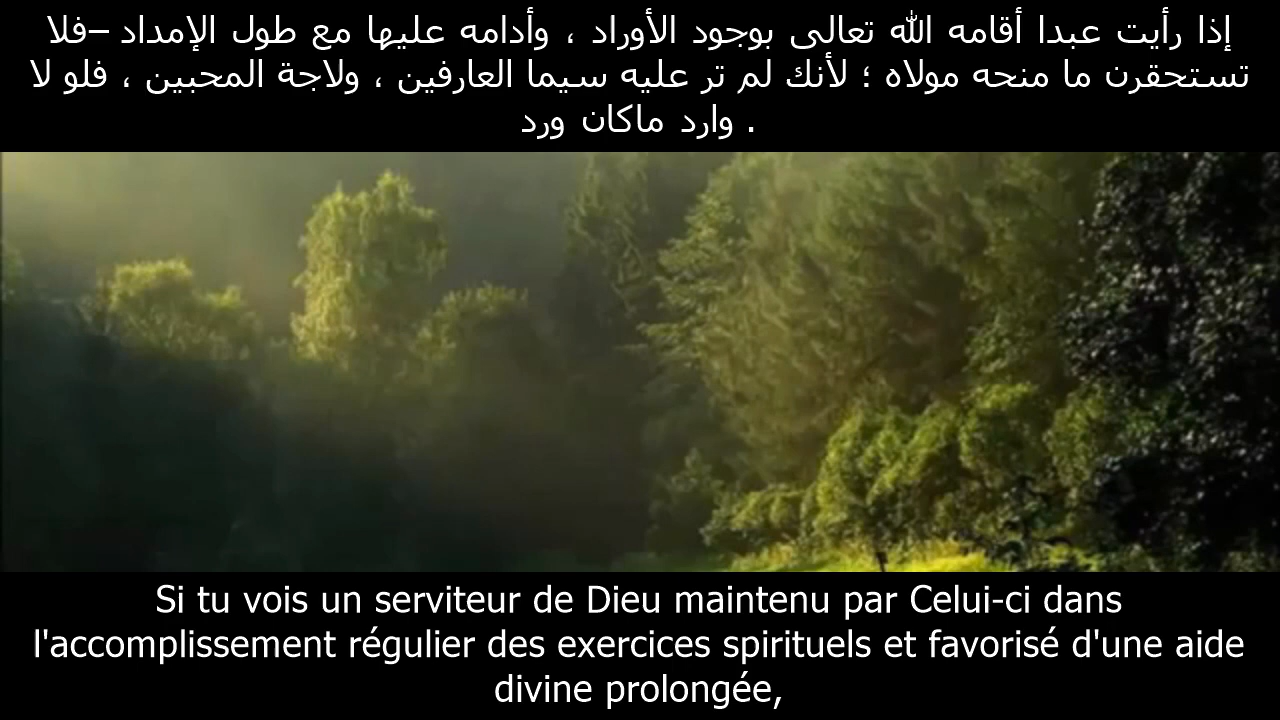 إذا رأيت عبدا أقامه الله تعالى بوجود الأوراد ، وأدامه عليها مع طول الإمداد –فلا
تستحقرن ما منحه مولاه ؛ لأنك لم تر عليه سيما العارفين ، ولاجة المحبين ، فلو لا
وارد ماكان ورد .
Si tu vois un serviteur de Dieu maintenu par Celui-ci dans
l'accomplissement régulier des exercices spirituels et favorisé d'une aide
divine prolongée,